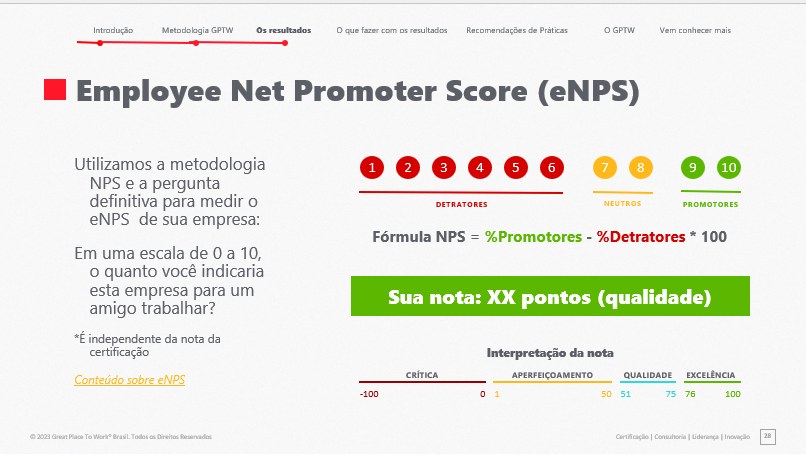 Introdução Metodologia GPTW Os resultados O que fazer com os resultados Recomendações de Práticas O GPTW Vem conhecer mais
Employee Net Promoter Score (eNPS)
Utilizamos a metodologia
NPS e a pergunta
definitiva para medir o
eNPS de sua empresa:
Em uma escala de 0 a 10,
o quanto você indicaria
esta empresa para um
amigo trabalhar?
*É independente da nota da
certificação
Conteúdo sobre eNPS
1 2 3 4 5 6 7 8 9 10
DETRATORES NEUTROS PROMOTORES
Fórmula NPS = %Promotores - %Detratores * 100
Sua nota: XX pontos (qualidade)
Interpretação da nota
CRÍTICA APERFEIÇOAMENTO QUALIDADE EXCELÊNCIA
-100 0 1 50 51 75 76 100
© 2023 Great Place To Work® Brasil. Todos os Direitos Reservados
Certificação | Consultoria | Liderança | Inovação 28